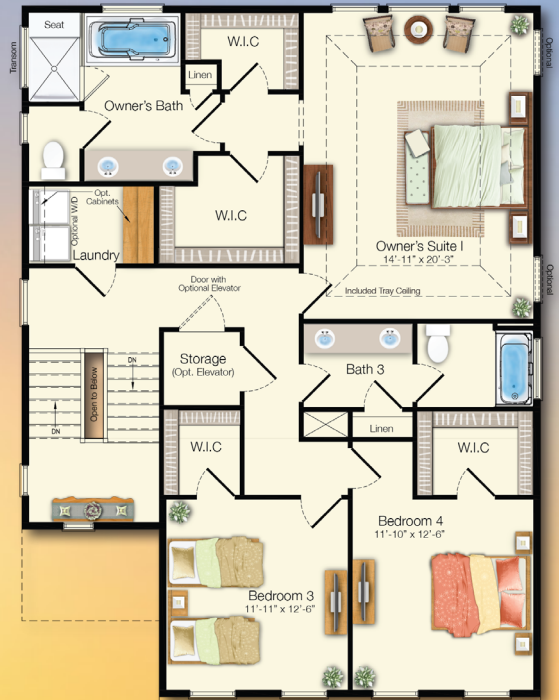 Seat
Transom
W.I.C
Linen
Owner's Bath
Optional
Opt.
Cabinets
Optional W/D
Laundry
W.I.C
Owner's Suite I
14'-11" x 20'-3"
Optional
Included Tray Ceiling
Door with
Optional Elevator
Storage
(Opt. Elevator)
Bath 3
DN
Open to Below
DN
Linen
W.I.C
W.I.C
Bedroom 4
11'-10" x 12'-6"
Bedroom 3
11'-11" x 12'-6"